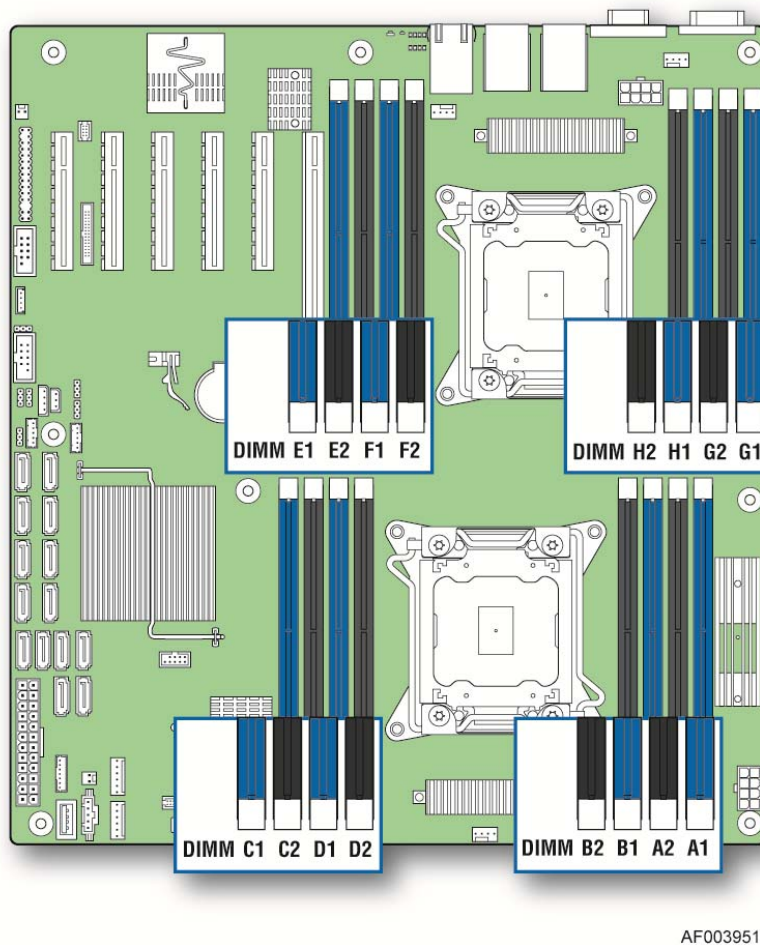 DIMM E1 E2 F1 F2
DIMM H2 H1 G2 G1
DIMM C1 C2 D1 D2
DIMM B2 B1 A2 A1
AF003951